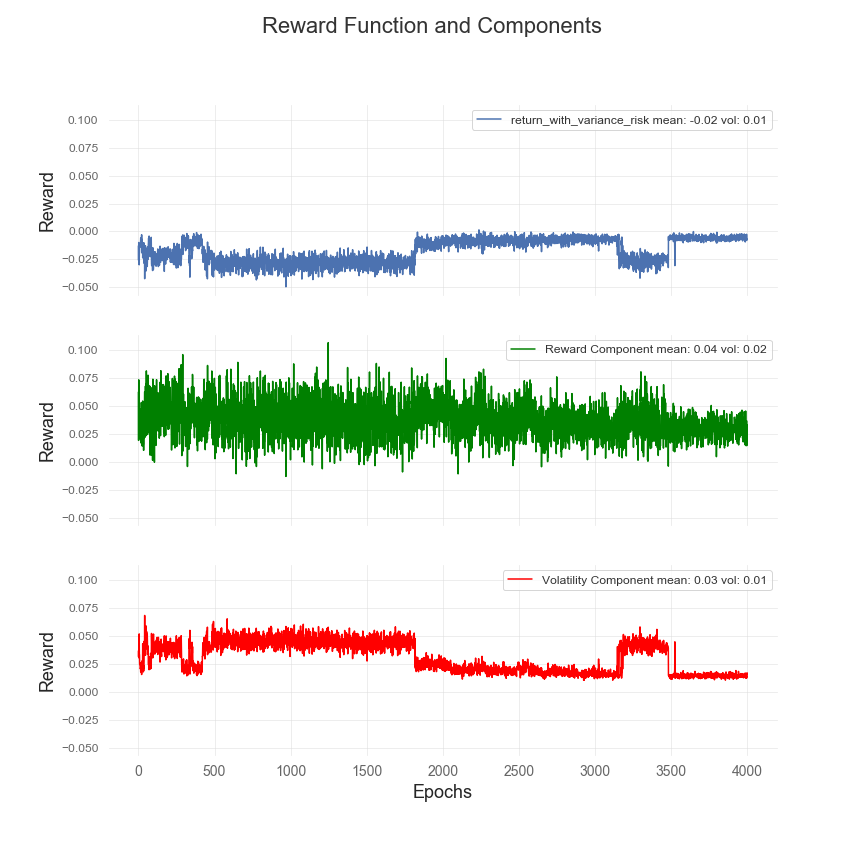 Reward Function and Components
return_with_variance_risk mean: -0.02 vol: 0.01
0.100
0.075
0.050
0.025
0.000
−0.025
−0.050
Reward
Reward Component mean: 0.04 vol: 0.02
0.100
0.075
0.050
0.025
0.000
−0.025
−0.050
Reward
Volatility Component mean: 0.03 vol: 0.01
0.100
0.075
0.050
0.025
0.000
−0.025
−0.050
Reward
0 500 1000 1500 2000 2500 3000 3500 4000
Epochs